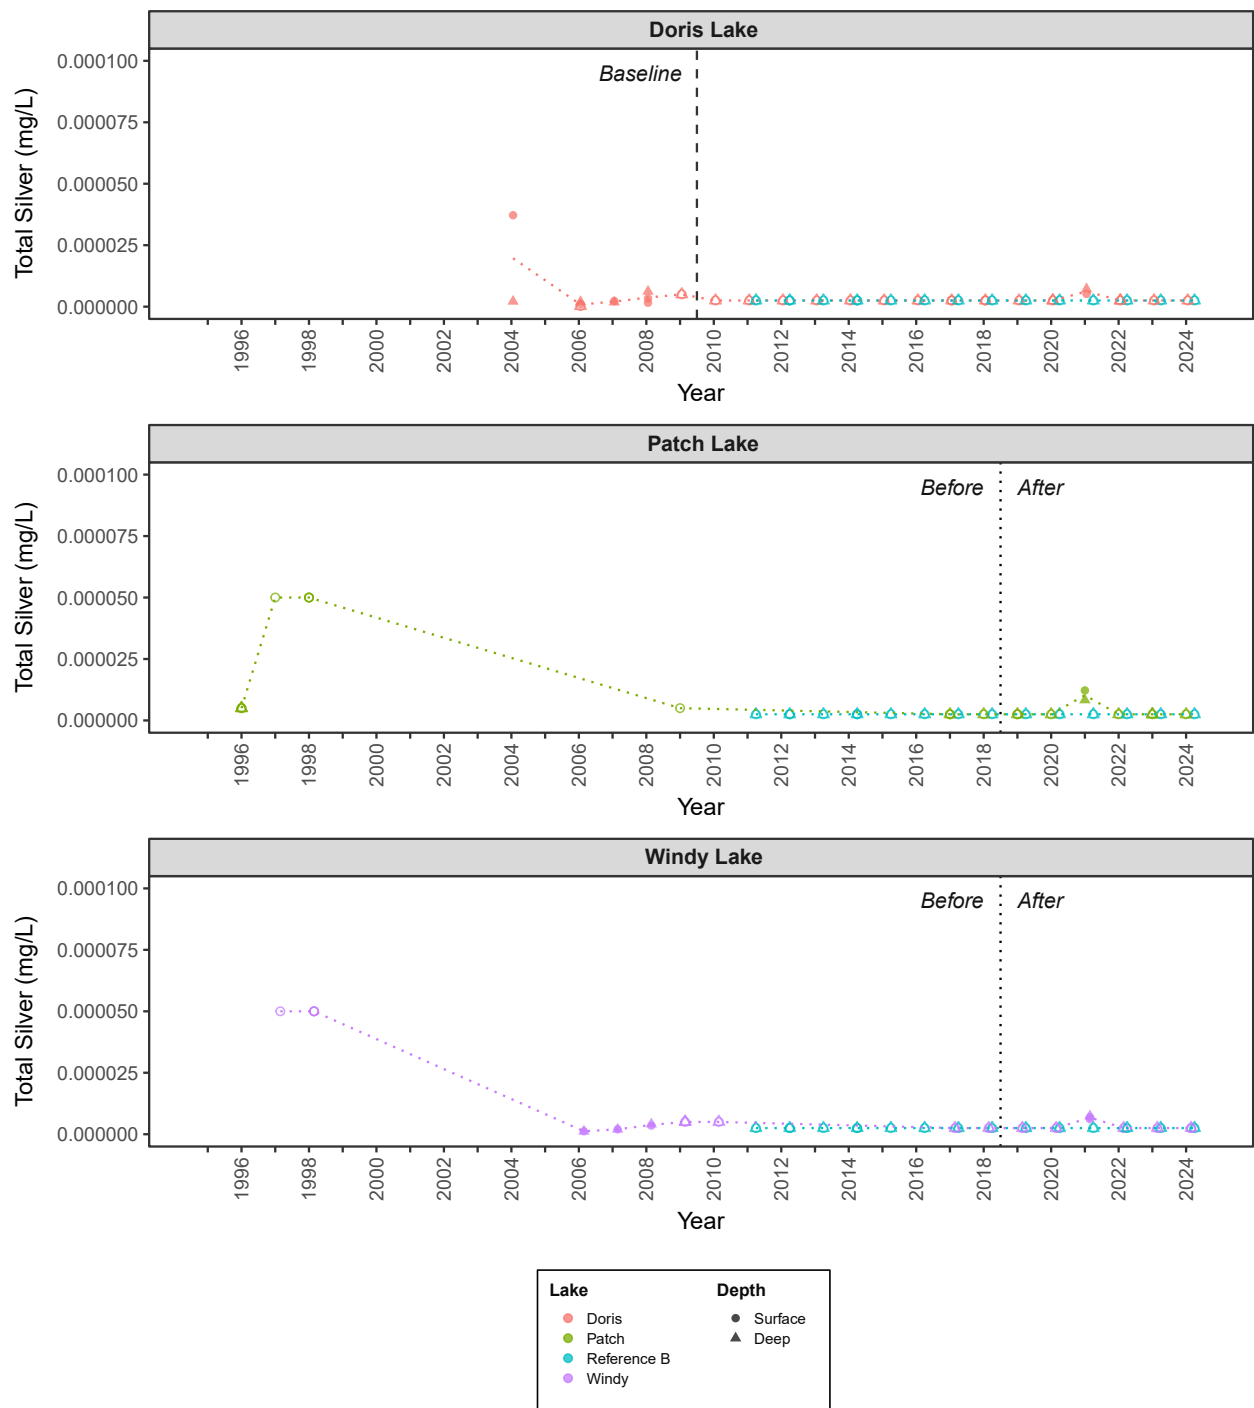 Doris Lake
Total Silver (mg/L)
0.000100
0.000075
0.000050
0.000025
0.000000
Baseline
1996 1998 2000 2002 2004 2006 2008 2010 2012 2014 2016 2018 2020 2022 2024
Year
Patch Lake
Total Silver (mg/L)
0.000100
0.000075
0.000050
0.000025
0.000000
Before After
1996 1998 2000 2002 2004 2006 2008 2010 2012 2014 2016 2018 2020 2022 2024
Year
Windy Lake
Total Silver (mg/L)
0.000100
0.000075
0.000050
0.000025
0.000000
Before After
1996 1998 2000 2002 2004 2006 2008 2010 2012 2014 2016 2018 2020 2022 2024
Year
Lake
Doris
Patch
Reference B
Windy
Depth
Surface
Deep